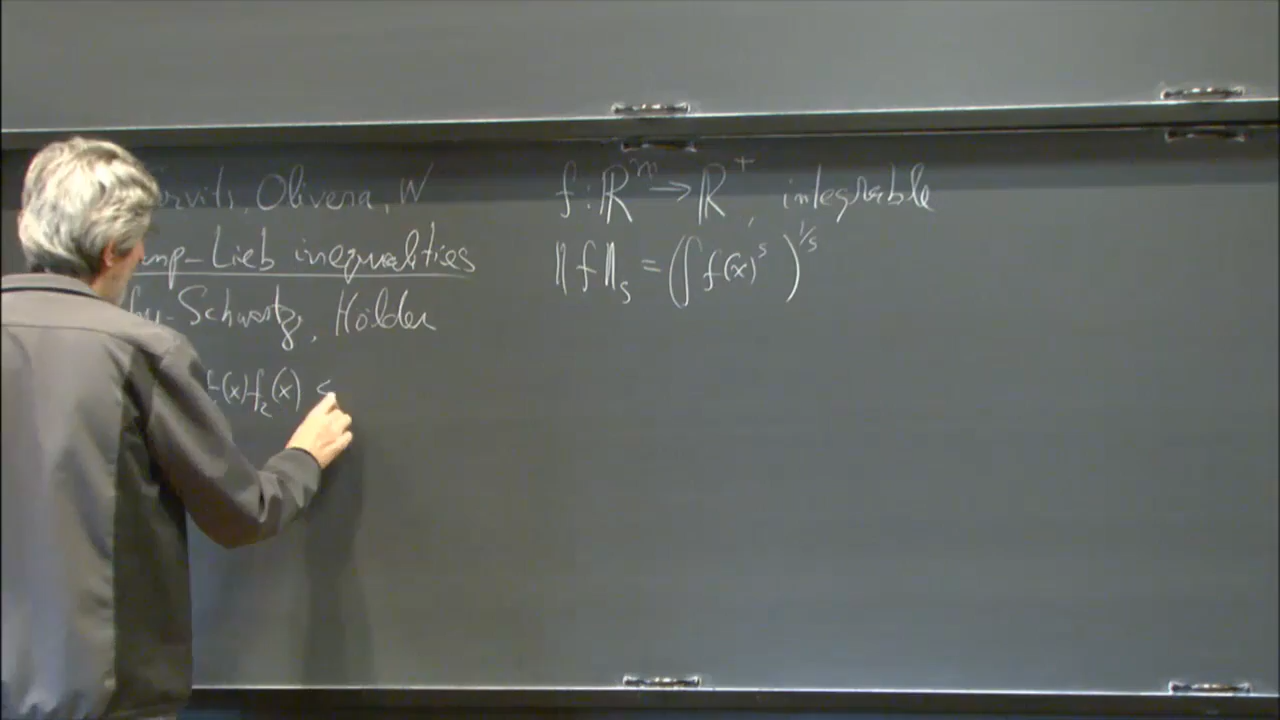 Olivera, W
Lieb inequalities
Schwartz, Hölder
(x) f₂(x) ≤
f: ℝⁿ → ℝ⁺, integrable
‖f‖ₛ = (∫ f(x)ˢ)^{1/s}